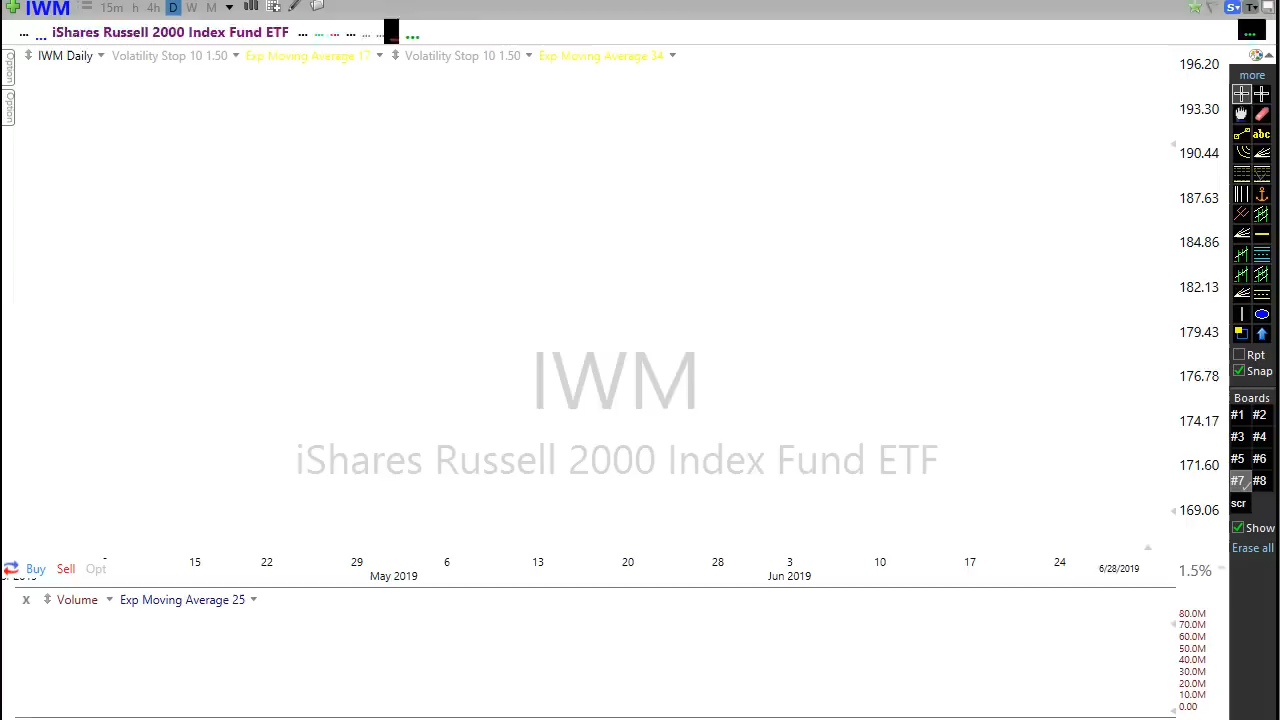 IWM 15m h 4h D W M S T
... ... iShares Russell 2000 Index Fund ETF ... ... ... ... ... ... ... ...
IWM Daily Volatility Stop 10 1.50 Exp Moving Average 17 Volatility Stop 10 1.50 Exp Moving Average 34
Option
Option
196.20
193.30
190.44
187.63
184.86
182.13
179.43
176.78
174.17
171.60
169.06
IWM
iShares Russell 2000 Index Fund ETF
15 22 29 6 13 20 28 3 10 17 24
May 2019 Jun 2019 6/28/2019
Buy Sell Opt
1.5%
x Volume Exp Moving Average 25
80.0M
70.0M
60.0M
50.0M
40.0M
30.0M
20.0M
10.0M
0.00
more
abc
Rpt
Snap
Boards
#1 #2
#3 #4
#5 #6
#7 #8
scr
Show
Erase all